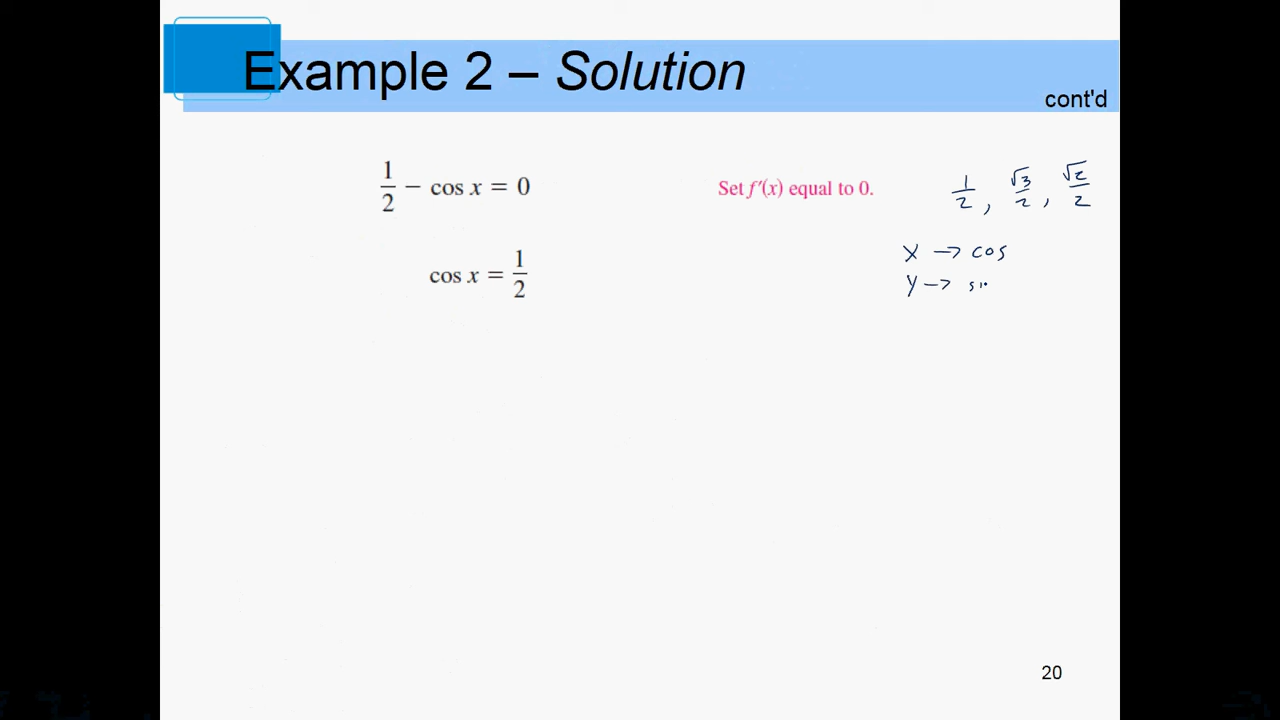 Example 2 – Solution
cont'd
1/2 − cos x = 0
Set f′(x) equal to 0.
1/2, √3/2, √2/2
cos x = 1/2
x → cos
y → si
20